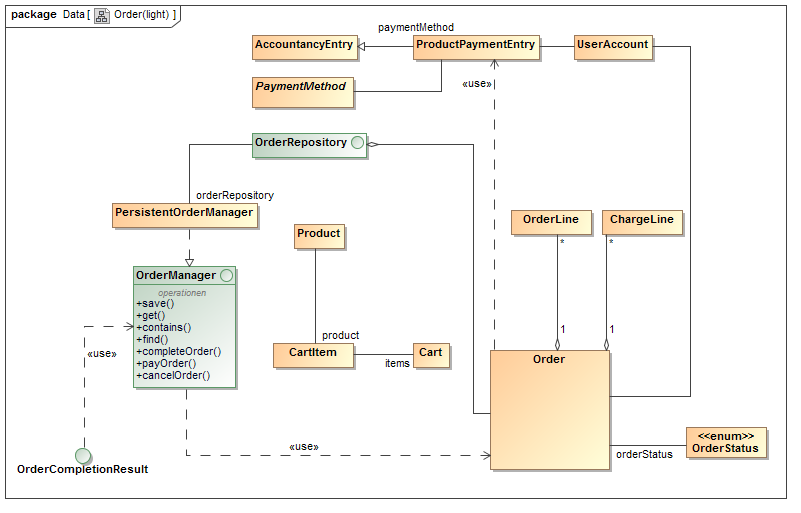 package Data [ Order(light) ]
paymentMethod
AccountancyEntry
ProductPaymentEntry
UserAccount
PaymentMethod
«use»
OrderRepository
orderRepository
PersistentOrderManager
OrderLine
ChargeLine
Product
*
*
OrderManager
operationen
+save()
+get()
+contains()
+find()
+completeOrder()
+payOrder()
+cancelOrder()
«use»
product
CartItem
Cart
items
1
1
Order
<<enum>>
OrderStatus
orderStatus
«use»
OrderCompletionResult